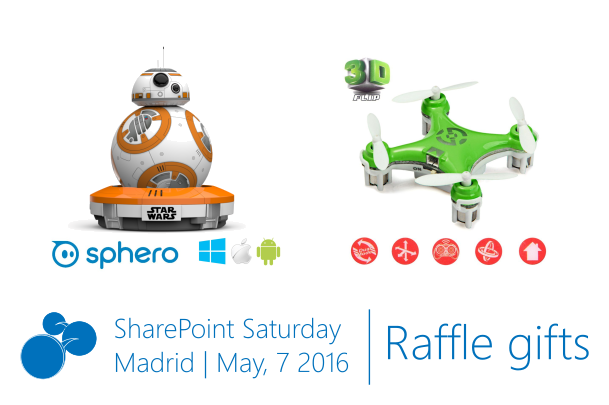 3D
FLIP
STAR
WARS
sphero
SharePoint Saturday
Madrid | May, 7 2016
Raffle gifts